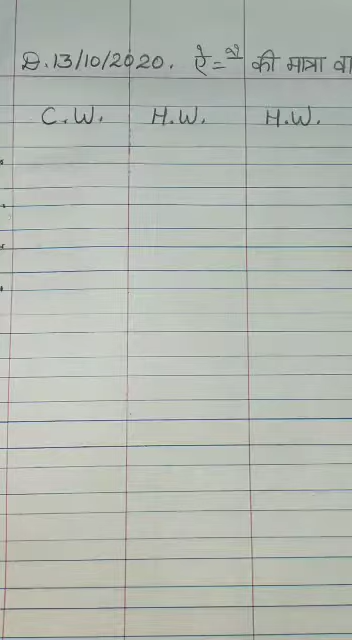 D. 13/10/2020. ऐ = ै की मात्रा वा
C.W. H.W. H.W.